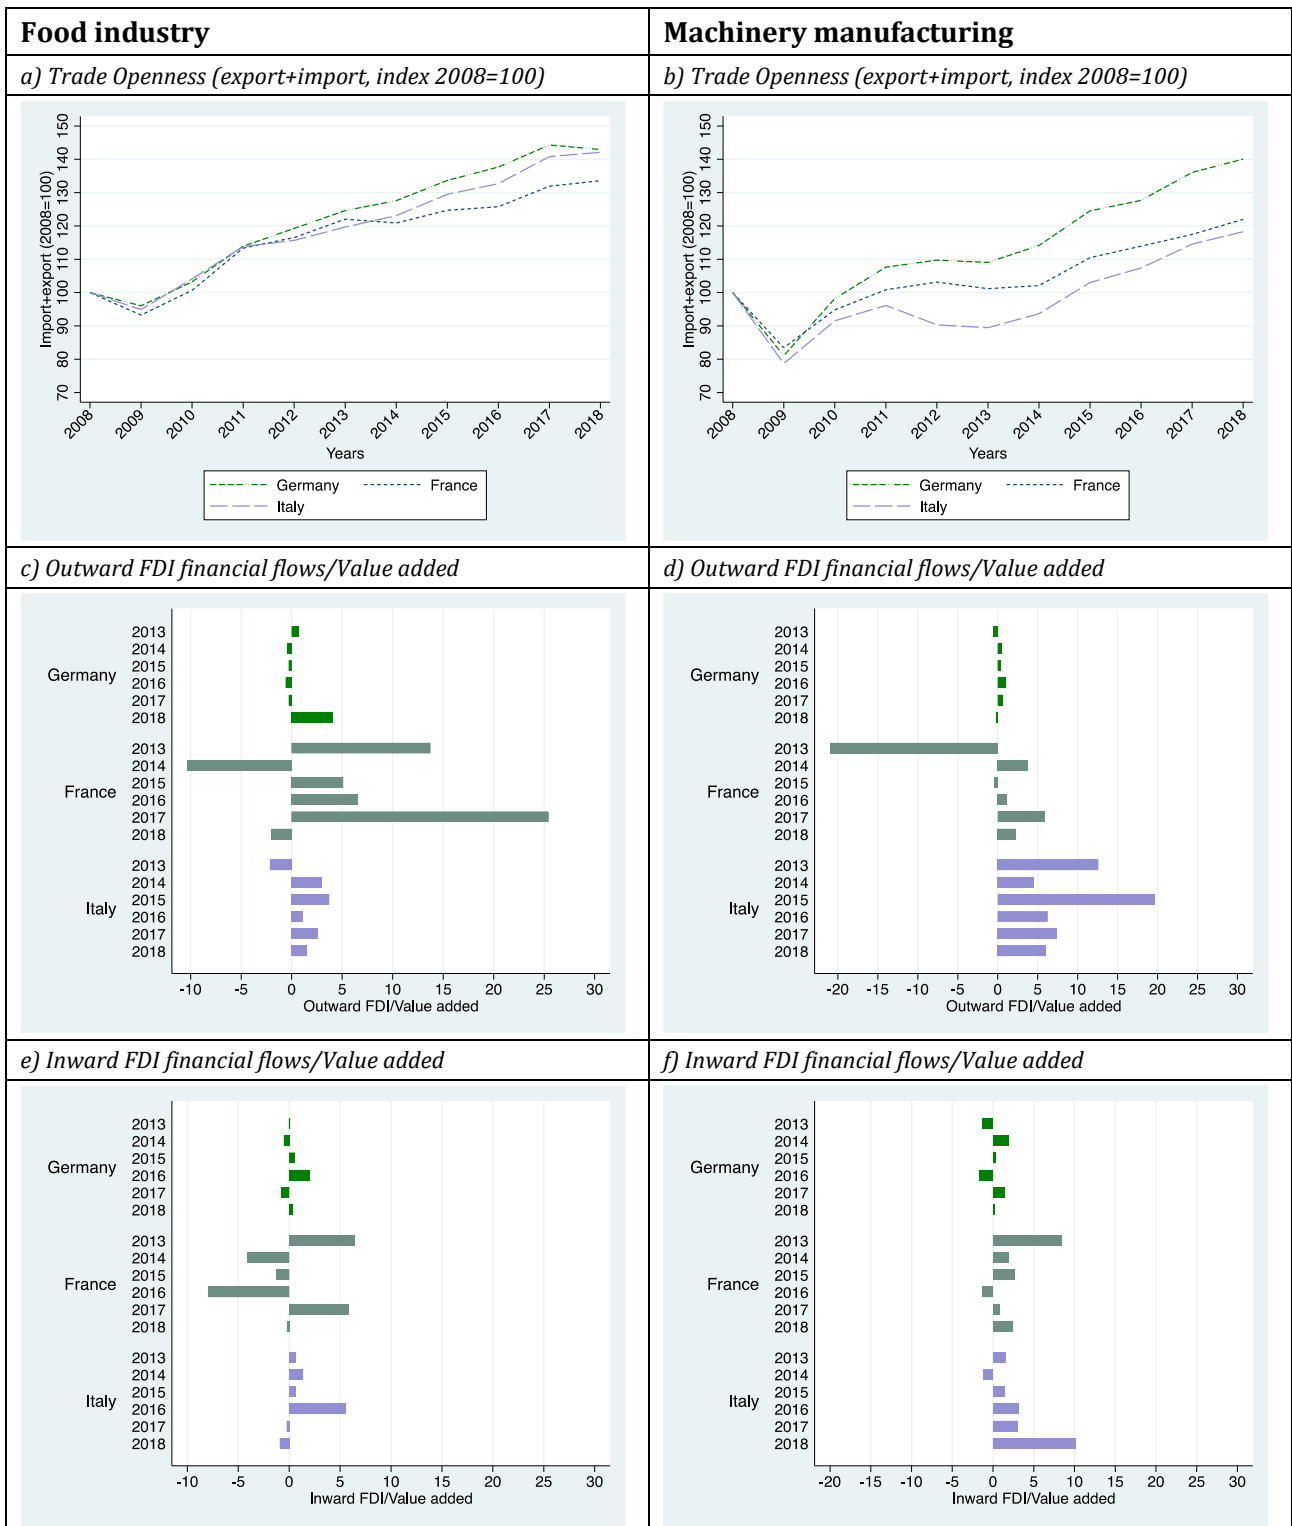 Food industry
Machinery manufacturing
a) Trade Openness (export+import, index 2008=100)
b) Trade Openness (export+import, index 2008=100)
Import+export (2008=100)
150
140
130
120
110
100
90
80
70
2008 2009 2010 2011 2012 2013 2014 2015 2016 2017 2018
Years
Germany France
Italy
Import+export (2008=100)
150
140
130
120
110
100
90
80
70
2008 2009 2010 2011 2012 2013 2014 2015 2016 2017 2018
Years
Germany France
Italy
c) Outward FDI financial flows/Value added
d) Outward FDI financial flows/Value added
Germany
2013
2014
2015
2016
2017
2018
France
2013
2014
2015
2016
2017
2018
Italy
2013
2014
2015
2016
2017
2018
-10 -5 0 5 10 15 20 25 30
Outward FDI/Value added
Germany
2013
2014
2015
2016
2017
2018
France
2013
2014
2015
2016
2017
2018
Italy
2013
2014
2015
2016
2017
2018
-20 -15 -10 -5 0 5 10 15 20 25 30
Outward FDI/Value added
e) Inward FDI financial flows/Value added
f) Inward FDI financial flows/Value added
Germany
2013
2014
2015
2016
2017
2018
France
2013
2014
2015
2016
2017
2018
Italy
2013
2014
2015
2016
2017
2018
-10 -5 0 5 10 15 20 25 30
Inward FDI/Value added
Germany
2013
2014
2015
2016
2017
2018
France
2013
2014
2015
2016
2017
2018
Italy
2013
2014
2015
2016
2017
2018
-20 -15 -10 -5 0 5 10 15 20 25 30
Inward FDI/Value added